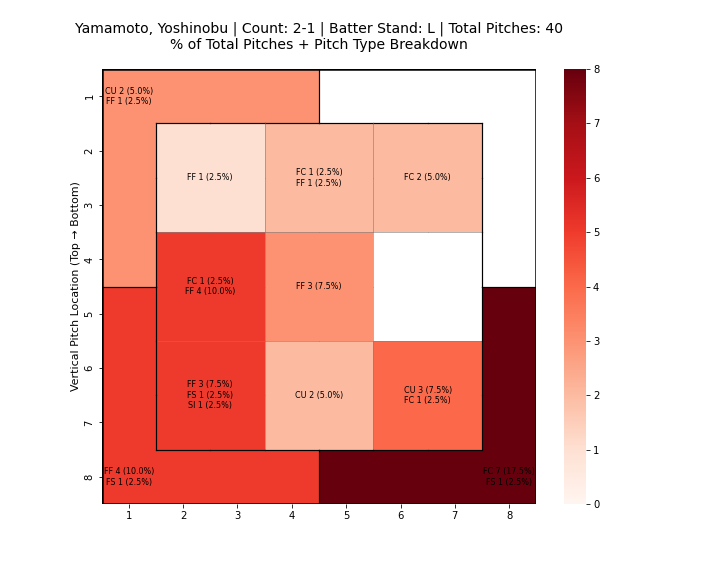 Yamamoto, Yoshinobu | Count: 2-1 | Batter Stand: L | Total Pitches: 40
% of Total Pitches + Pitch Type Breakdown
Vertical Pitch Location (Top → Bottom)
1
2
3
4
5
6
7
8
CU 2 (5.0%)
FF 1 (2.5%)
FF 1 (2.5%)
FC 1 (2.5%)
FF 1 (2.5%)
FC 2 (5.0%)
FC 1 (2.5%)
FF 4 (10.0%)
FF 3 (7.5%)
FF 3 (7.5%)
FS 1 (2.5%)
SI 1 (2.5%)
CU 2 (5.0%)
CU 3 (7.5%)
FC 1 (2.5%)
FF 4 (10.0%)
FS 1 (2.5%)
FC 7 (17.5%)
FS 1 (2.5%)
1
2
3
4
5
6
7
8
8
7
6
5
4
3
2
1
0